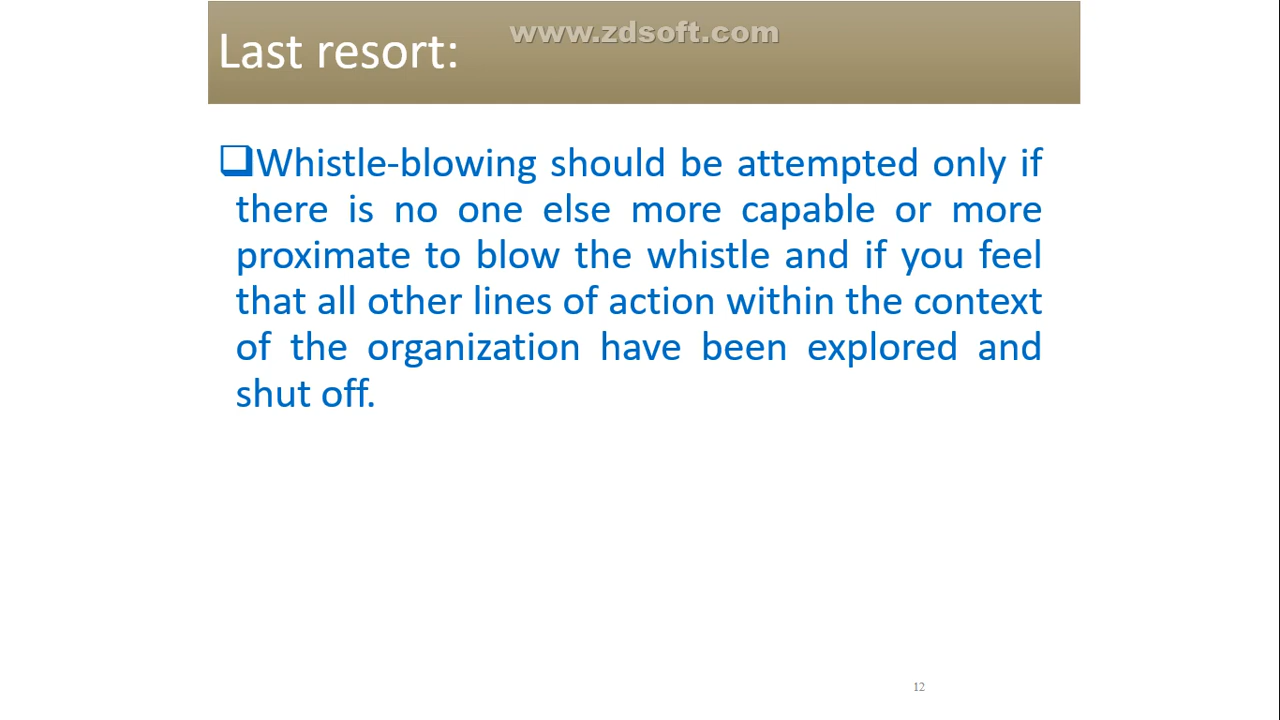 www.zdsoft.com
Last resort:
❑Whistle-blowing should be attempted only if
there is no one else more capable or more
proximate to blow the whistle and if you feel
that all other lines of action within the context
of the organization have been explored and
shut off.
12